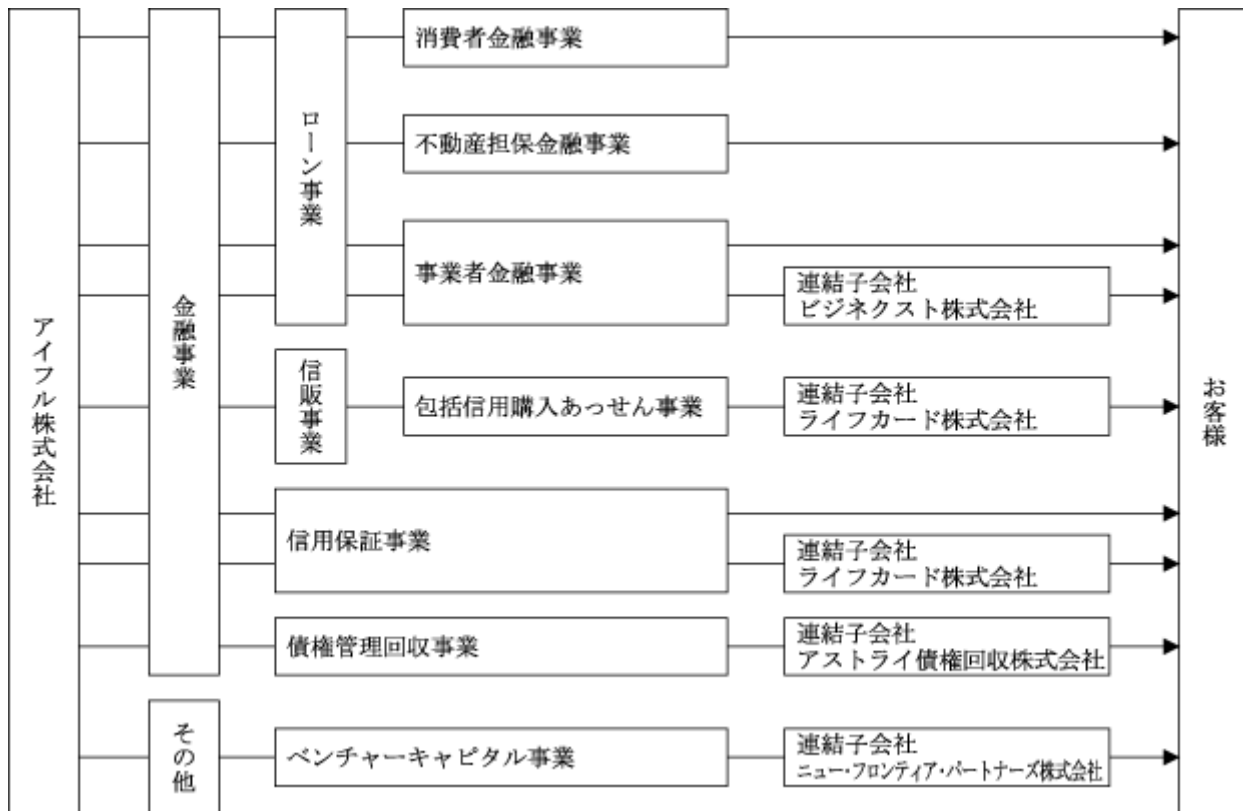 アイフル株式会社
金融事業
ローン事業
消費者金融事業
不動産担保金融事業
事業者金融事業
連結子会社
ビジネクスト株式会社
信販事業
包括信用購入あっせん事業
連結子会社
ライフカード株式会社
信用保証事業
連結子会社
ライフカード株式会社
債権管理回収事業
連結子会社
アストライ債権回収株式会社
その他
ベンチャーキャピタル事業
連結子会社
ニュー・フロンティア・パートナーズ株式会社
お客様